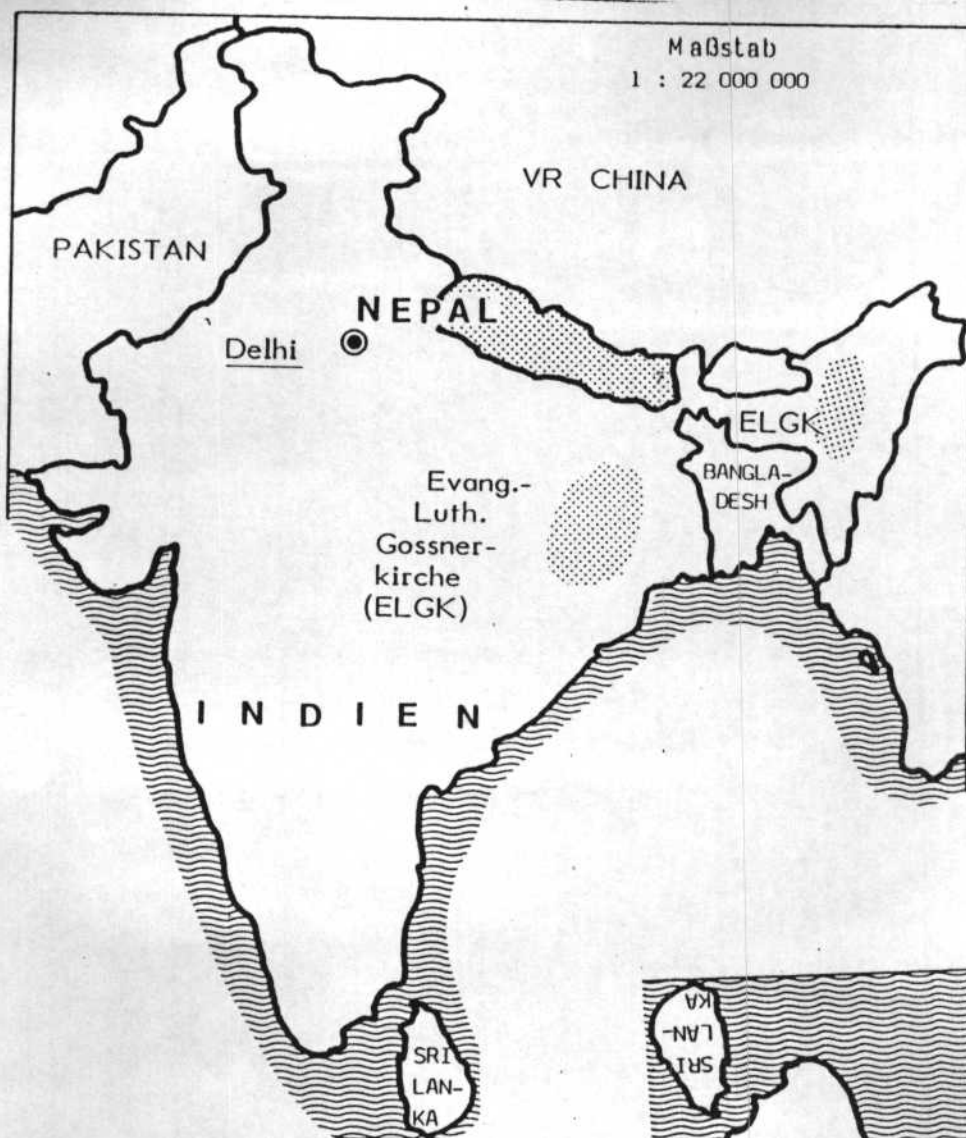 Maßstab
1 : 22 000 000
VR CHINA
PAKISTAN
NEPAL
Delhi
ELGK
BANGLA-
DESH
Evang.-
Luth.
Gossner-
kirche
(ELGK)
INDIEN
SRI
LAN-
KA
SRI
LAN-
KA